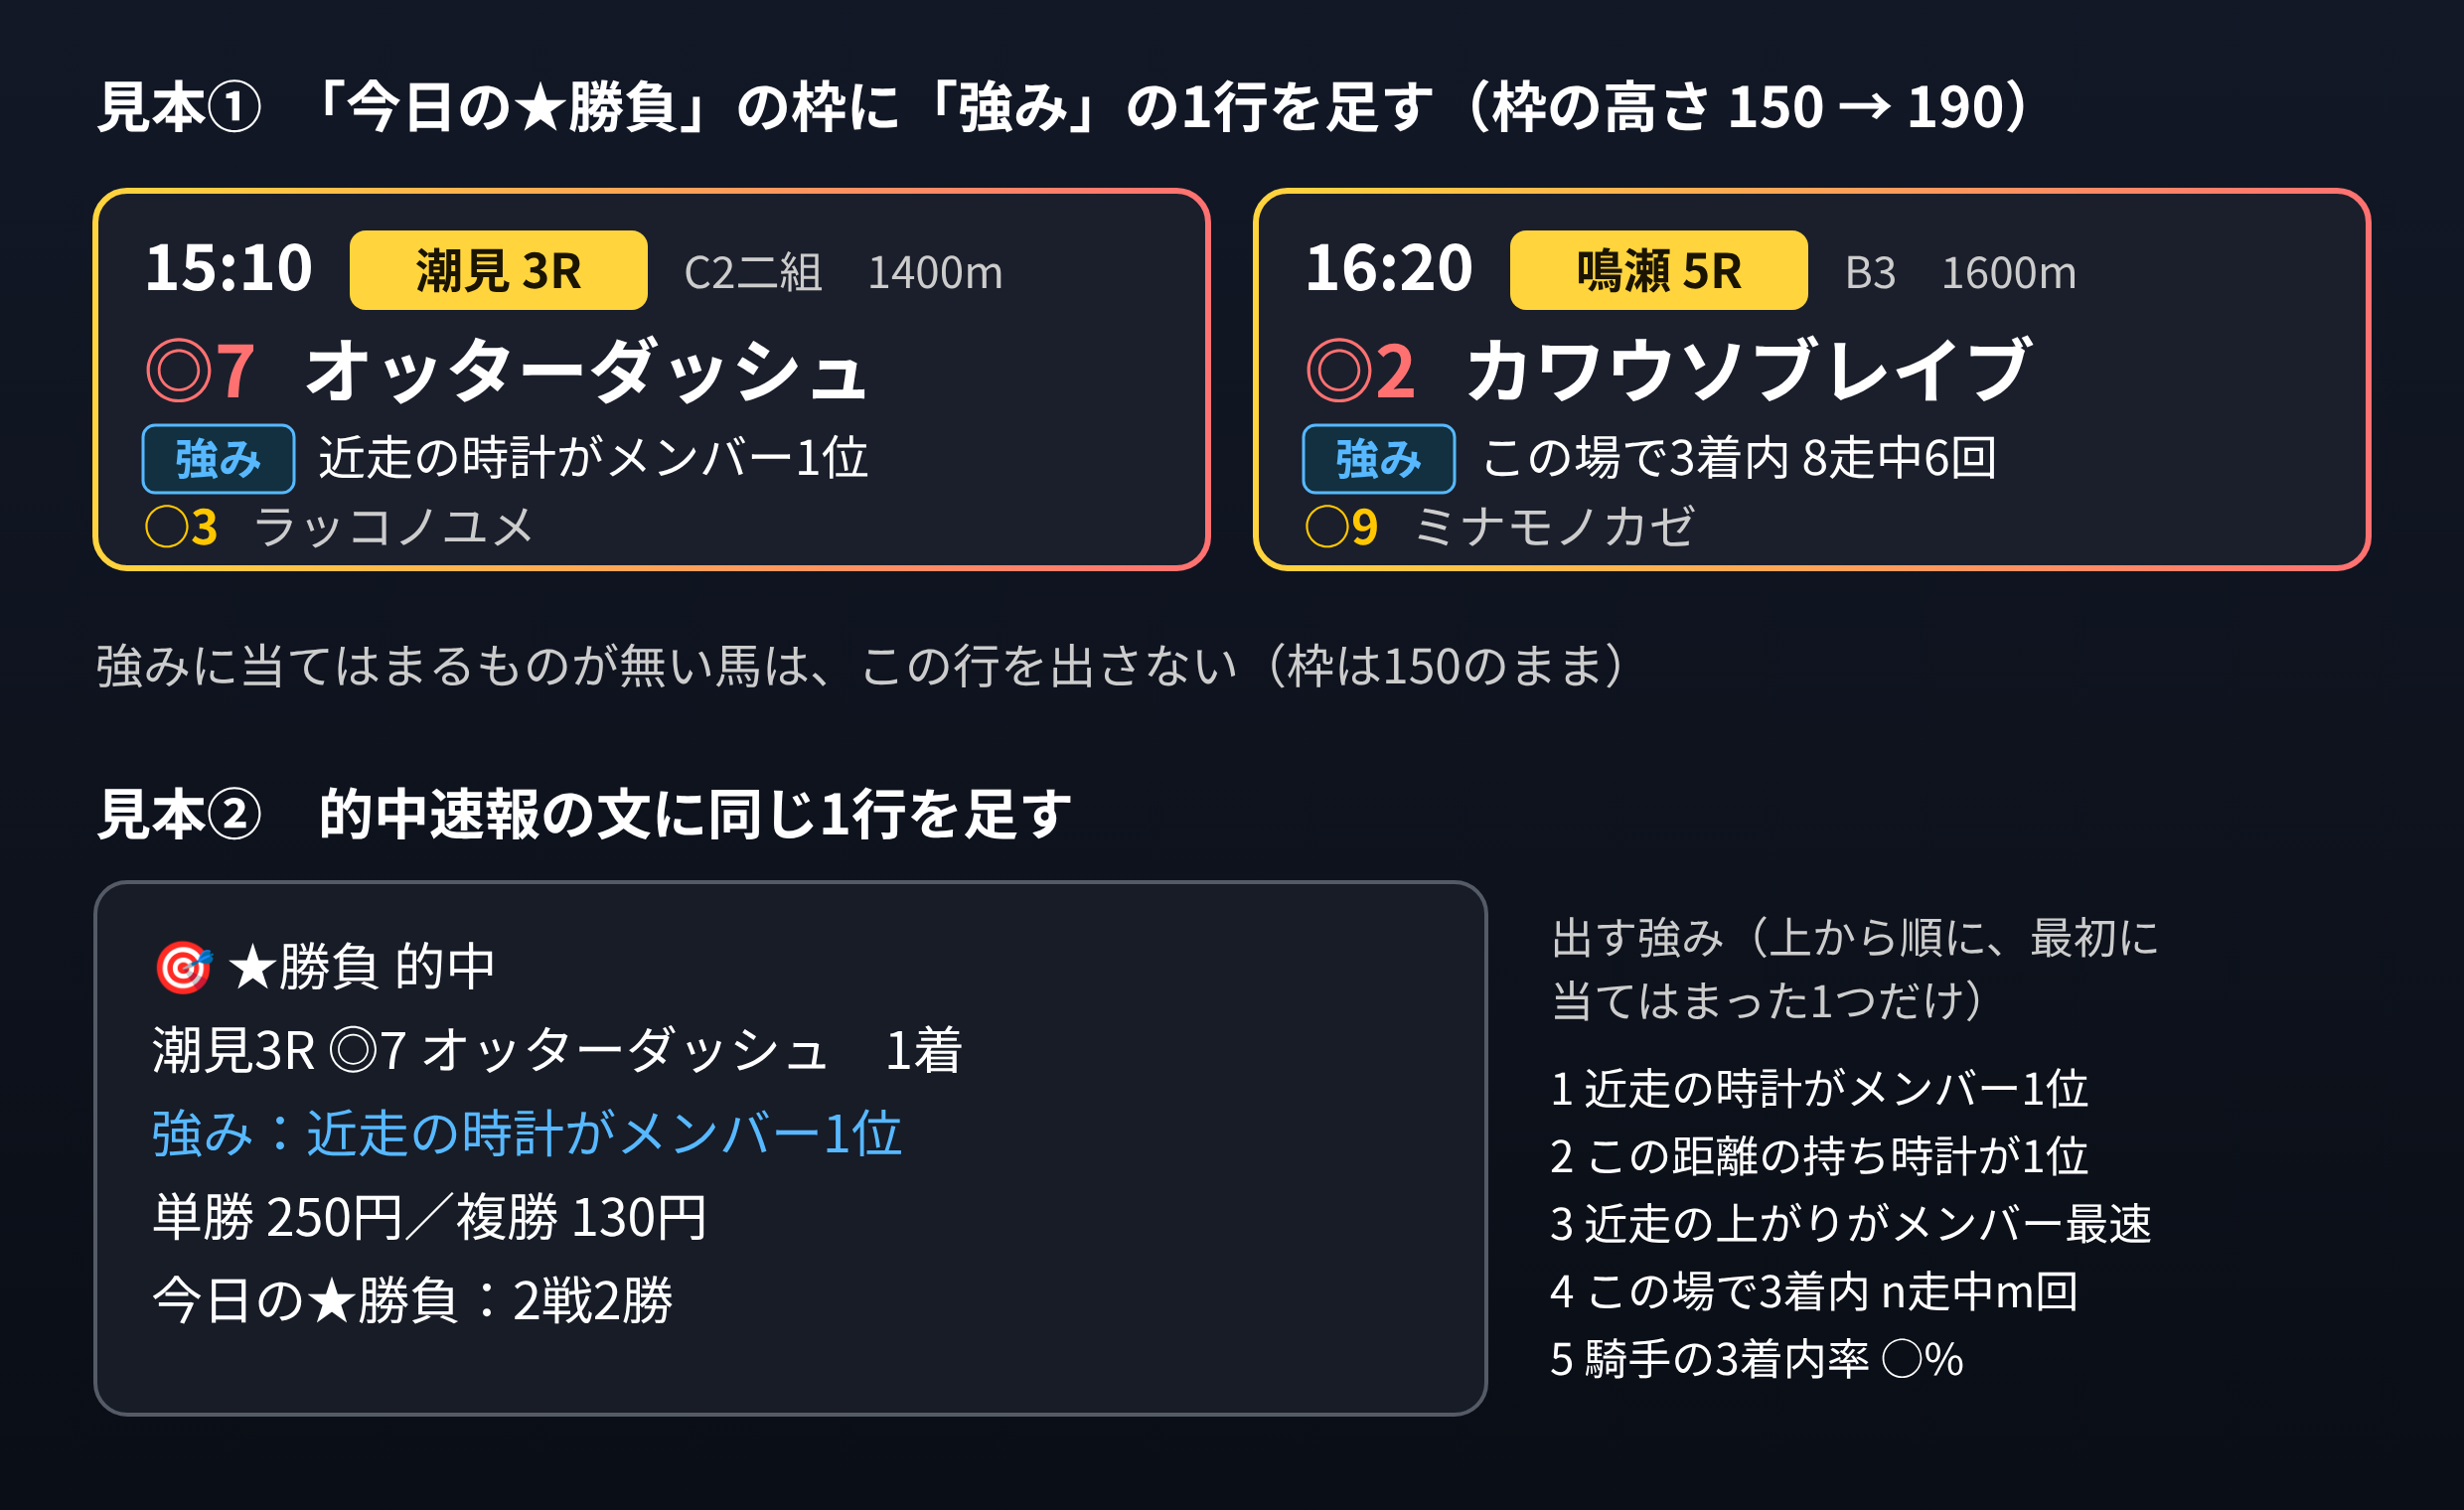 見本① 「今日の★勝負」の枠に「強み」の1行を足す（枠の高さ 150 → 190）
15:10 潮見 3R C2二組 1400m
◎7 オッターダッシュ
強み 近走の時計がメンバー1位
○3 ラッコノユメ
16:20 鳴瀬 5R B3 1600m
◎2 カワウソブレイブ
強み この場で3着内 8走中6回
○9 ミナモノカゼ
強みに当てはまるものが無い馬は、この行を出さない（枠は150のまま）
見本② 的中速報の文に同じ1行を足す
🎯 ★勝負 的中
潮見3R ◎7 オッターダッシュ 1着
強み：近走の時計がメンバー1位
単勝 250円／複勝 130円
今日の★勝負：2戦2勝
出す強み（上から順に、最初に
当てはまった1つだけ）
1 近走の時計がメンバー1位
2 この距離の持ち時計が1位
3 近走の上がりがメンバー最速
4 この場で3着内 n走中m回
5 騎手の3着内率 ○%